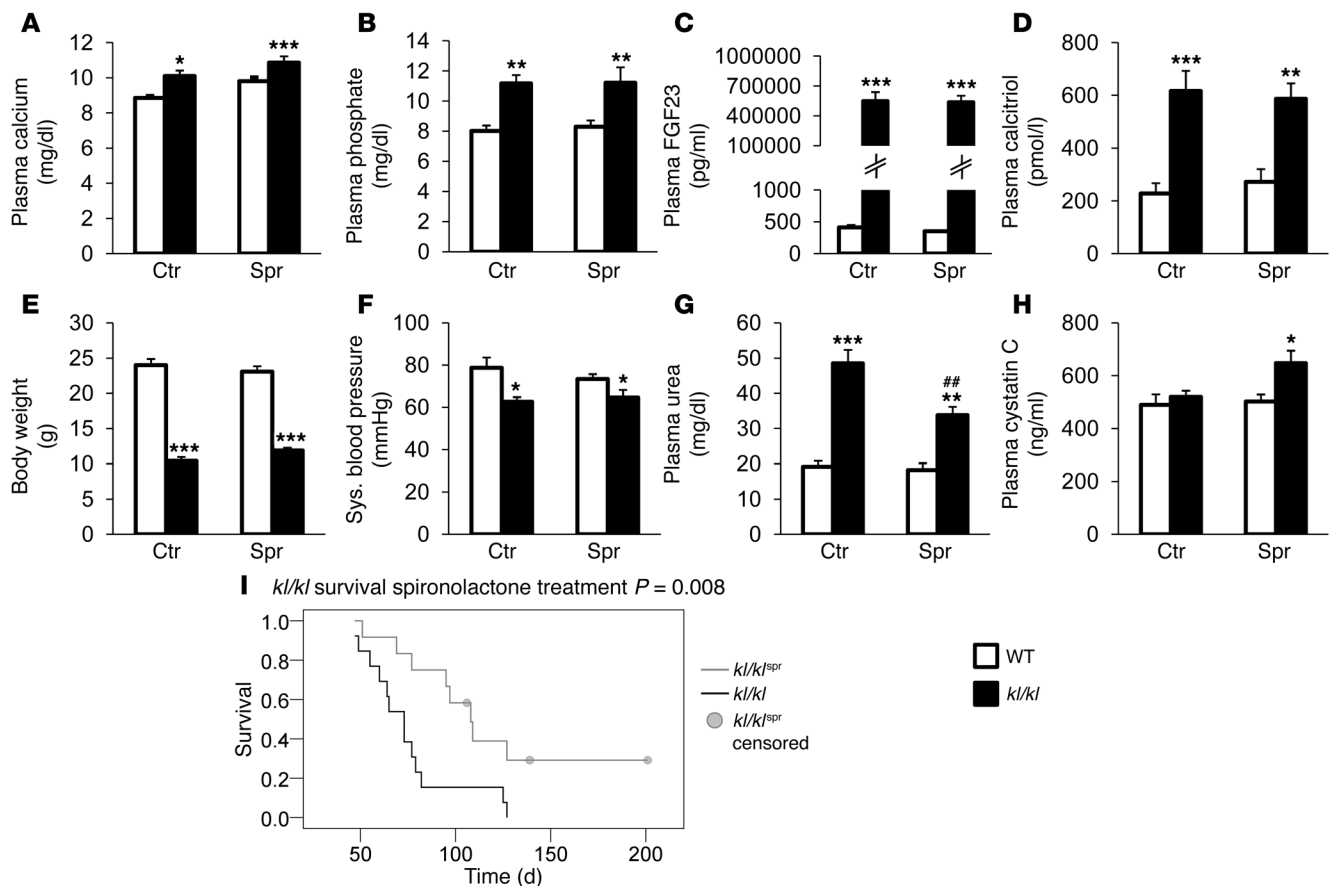 A
Plasma calcium
(mg/dl)
12
10
8
6
4
2
0
*
***
Ctr
Spr
B
Plasma phosphate
(mg/dl)
14
12
10
8
6
4
2
0
**
**
Ctr
Spr
C
Plasma FGF23
(pg/ml)
1000000
700000
400000
100000
1000
500
0
***
***
Ctr
Spr
D
Plasma calcitriol
(pmol/l)
800
600
400
200
0
***
**
Ctr
Spr
E
Body weight
(g)
30
25
20
15
10
5
0
***
***
Ctr
Spr
F
Sys. blood pressure
(mmHg)
100
80
60
40
20
0
*
*
Ctr
Spr
G
Plasma urea
(mg/dl)
60
50
40
30
20
10
0
***
##
**
Ctr
Spr
H
Plasma cystatin C
(ng/ml)
800
600
400
200
0
*
Ctr
Spr
I kl/kl survival spironolactone treatment P = 0.008
Survival
1.0
0.8
0.6
0.4
0.2
0.0
50
100
150
200
Time (d)
kl/klspr
kl/kl
kl/klspr
censored
WT
kl/kl